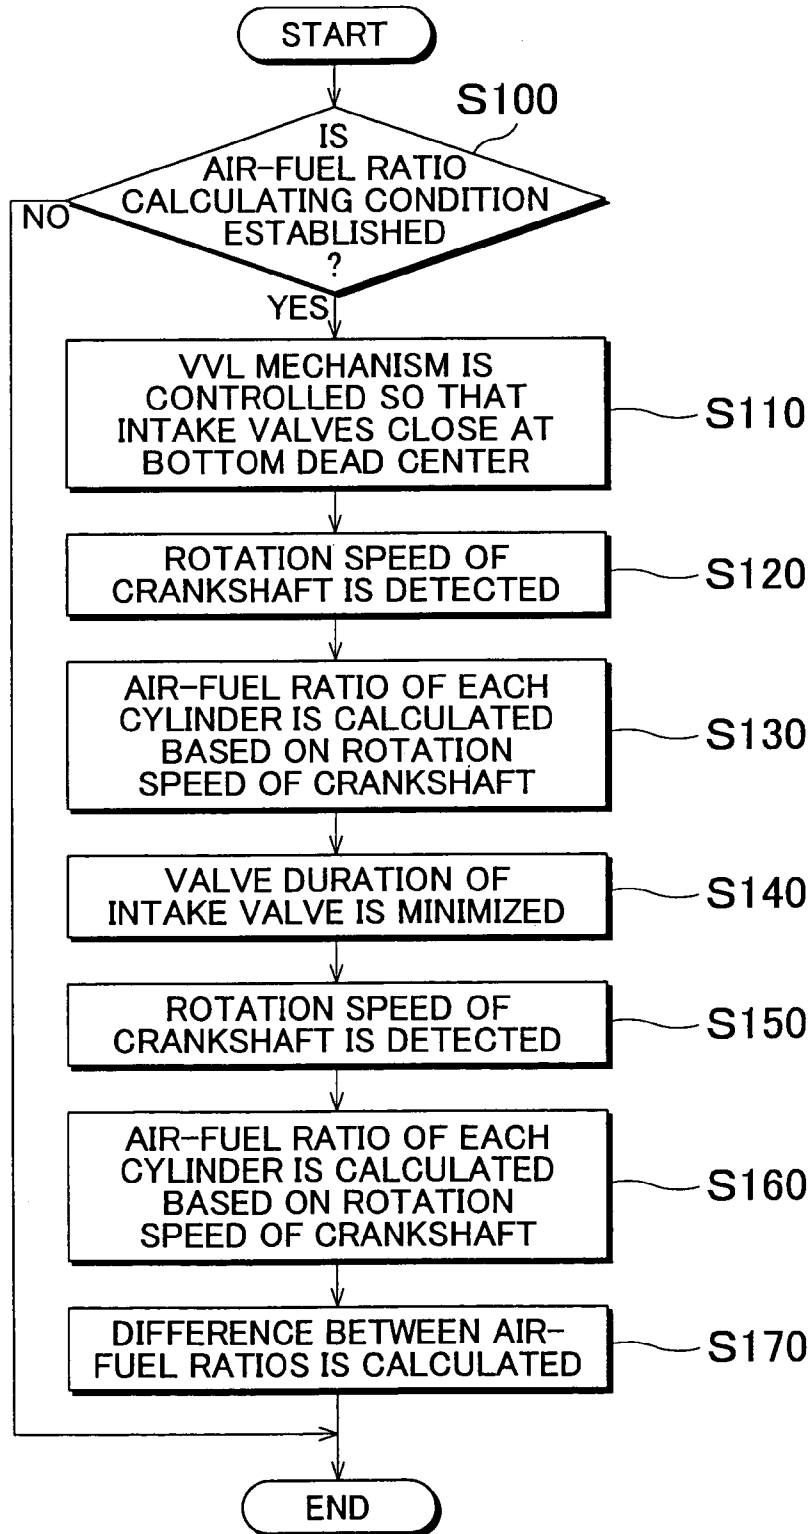 START
S100
IS
AIR-FUEL RATIO
CALCULATING CONDITION
ESTABLISHED
?
NO
YES
VVL MECHANISM IS
CONTROLLED SO THAT
INTAKE VALVES CLOSE AT
BOTTOM DEAD CENTER
S110
ROTATION SPEED OF
CRANKSHAFT IS DETECTED
S120
AIR-FUEL RATIO OF EACH
CYLINDER IS CALCULATED
BASED ON ROTATION
SPEED OF CRANKSHAFT
S130
VALVE DURATION OF
INTAKE VALVE IS MINIMIZED
S140
ROTATION SPEED OF
CRANKSHAFT IS DETECTED
S150
AIR-FUEL RATIO OF EACH
CYLINDER IS CALCULATED
BASED ON ROTATION
SPEED OF CRANKSHAFT
S160
DIFFERENCE BETWEEN AIR-
FUEL RATIOS IS CALCULATED
S170
END